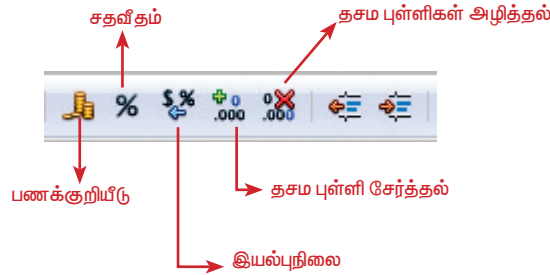 சதவீதம்
தசம புள்ளிகள் அழித்தல்
% $ % 0 .000 0 .000
பணக்குறியீடு
தசம புள்ளி சேர்த்தல்
இயல்புநிலை